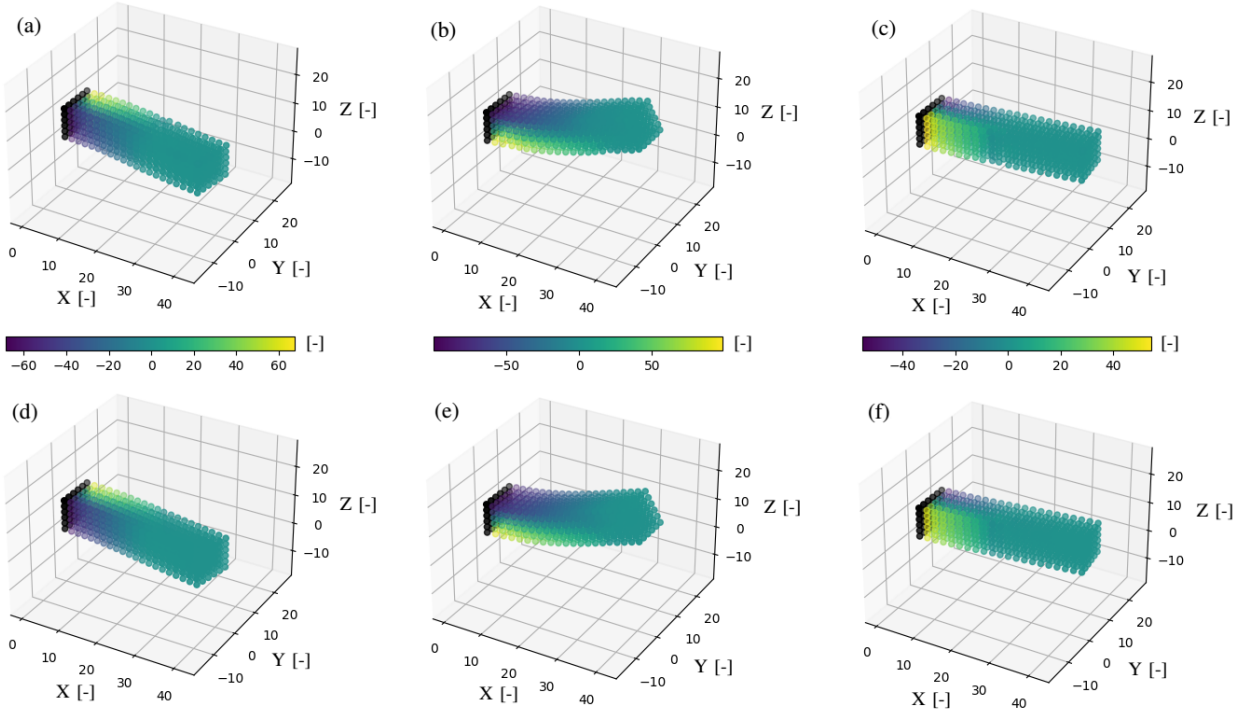 (a) (b) (c)
20 20 20
10 Z [-] 10 Z [-] 10 Z [-]
0 0 0
−10 −10 −10
20 20 20
0 10 0 10 0 10
10 0 Y [-] 10 0 Y [-] 10 0 Y [-]
20 −10 20 −10 20 −10
X [-] 30 X [-] 30 X [-] 30
40 40 40
[-] [-] [-]
−60 −40 −20 0 20 40 60 −50 0 50 −40 −20 0 20 40
(d) (e) (f)
20 20 20
10 Z [-] 10 Z [-] 10 Z [-]
0 0 0
−10 −10 −10
20 20 20
0 10 0 10 0 10
10 0 Y [-] 10 0 Y [-] 10 0 Y [-]
20 −10 20 −10 20 −10
X [-] 30 X [-] 30 X [-] 30
40 40 40